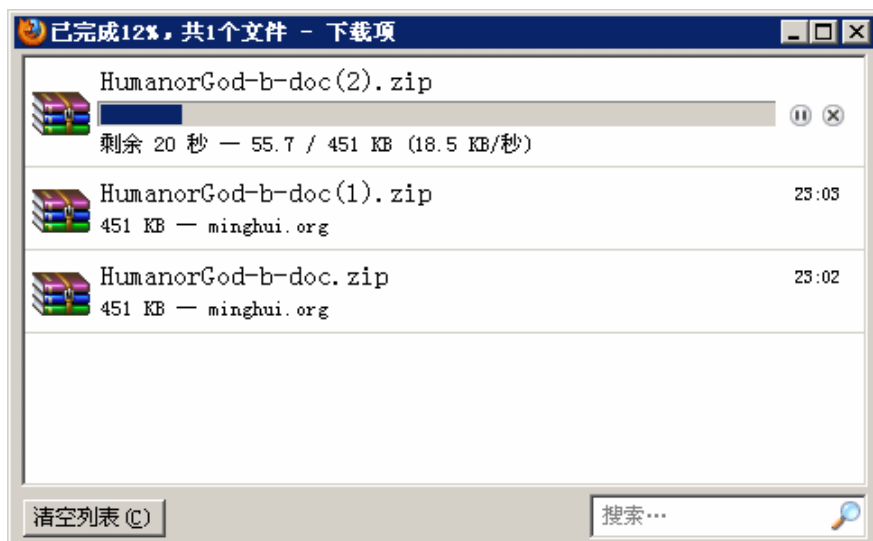 已完成12%，共1个文件 - 下载项
HumanorGod-b-doc(2).zip
剩余 20 秒 — 55.7 / 451 KB (18.5 KB/秒)
HumanorGod-b-doc(1).zip 23:03
451 KB — minghui.org
HumanorGod-b-doc.zip 23:02
451 KB — minghui.org
清空列表(C) 搜索…